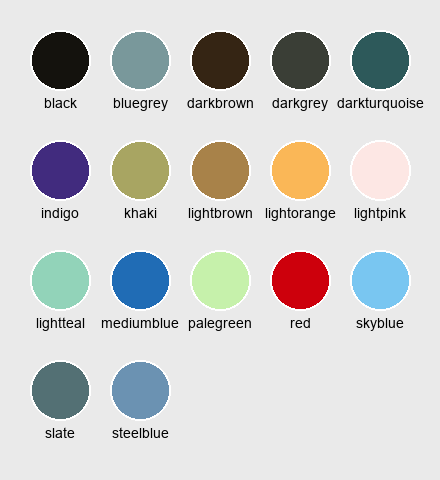 black bluegrey darkbrown darkgrey darkturquoise
indigo khaki lightbrown lightorange lightpink
lightteal mediumblue palegreen red skyblue
slate steelblue